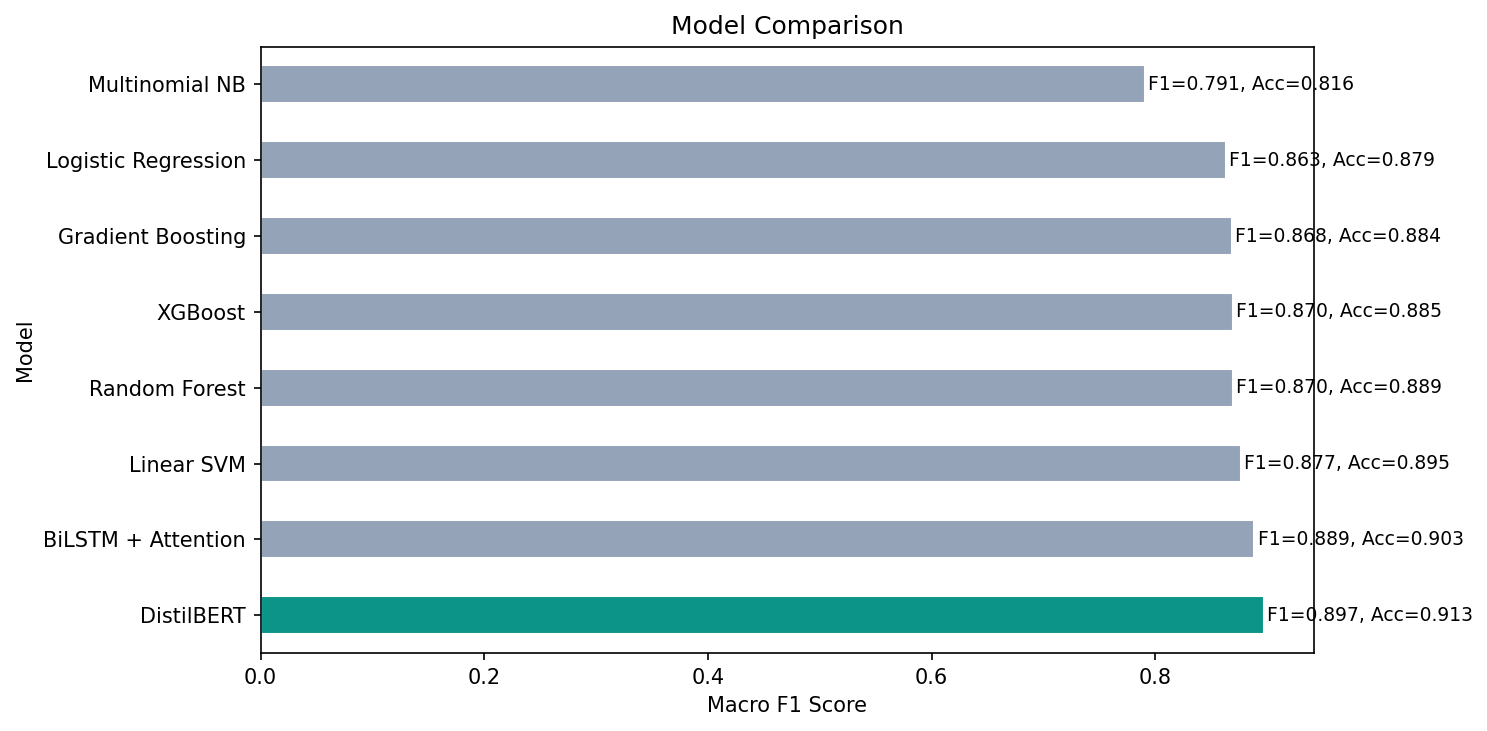 Model Comparison
Multinomial NB F1=0.791, Acc=0.816
Logistic Regression F1=0.863, Acc=0.879
Gradient Boosting F1=0.868, Acc=0.884
XGBoost F1=0.870, Acc=0.885
Random Forest F1=0.870, Acc=0.889
Linear SVM F1=0.877, Acc=0.895
BiLSTM + Attention F1=0.889, Acc=0.903
DistilBERT F1=0.897, Acc=0.913
Model
0.0 0.2 0.4 0.6 0.8
Macro F1 Score